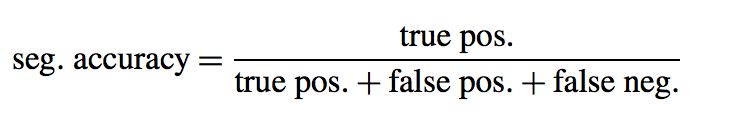 seg. accuracy = true pos.
true pos. + false pos. + false neg.